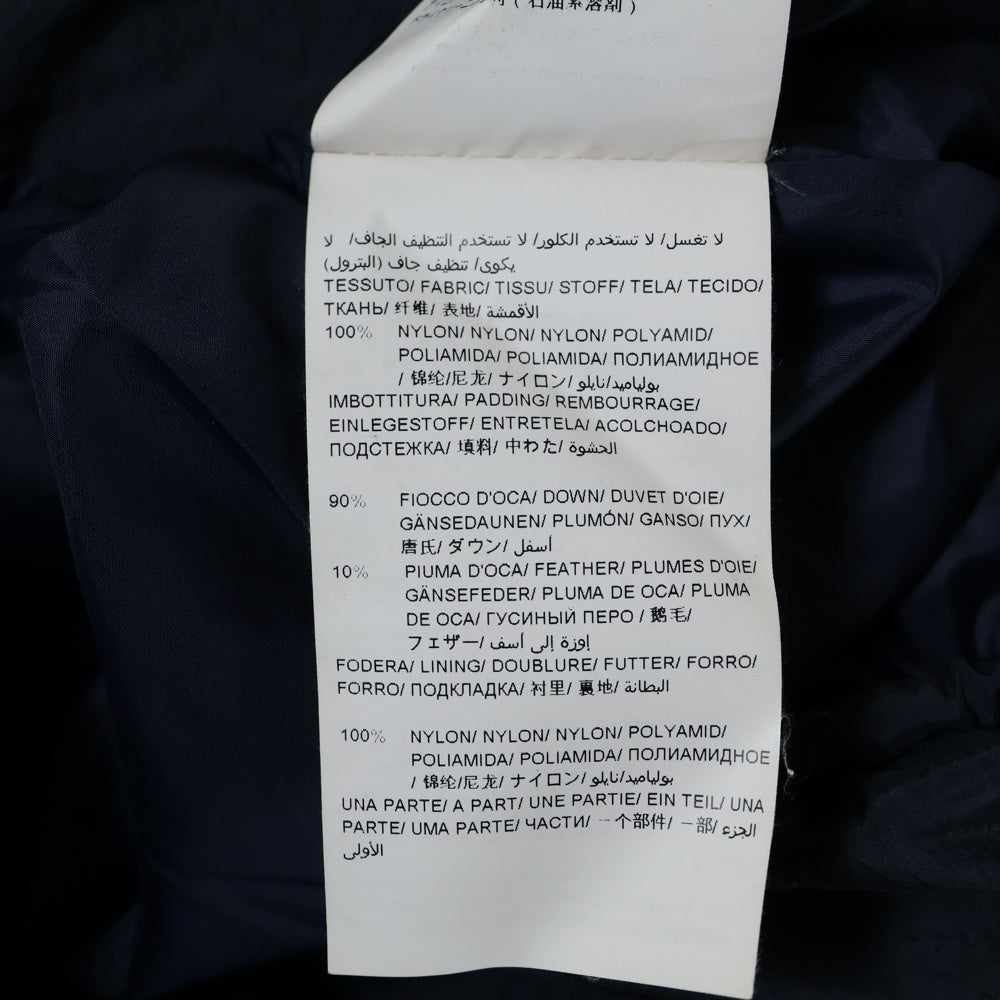 (石油系溶剤)
لا تغسل/ لا تستخدم الكلور/ لا تستخدم التنظيف الجاف/ لا
يكوى/ تنظيف جاف (البترول)
TESSUTO/ FABRIC/ TISSU/ STOFF/ TELA/ TECIDO/
ТКАНЬ/ 纤维/ 表地/ الأقمشة
100% NYLON/ NYLON/ NYLON/ POLYAMID/
POLIAMIDA/ POLIAMIDA/ ПОЛИАМИДНОЕ
/ 锦纶/尼龙/ ナイロン/ بولياميد/نايلو
IMBOTTITURA/ PADDING/ REMBOURRAGE/
EINLEGESTOFF/ ENTRETELA/ ACOLCHOADO/
ПОДСТЕЖКА/ 填料/ 中わた/ الحشوة
90% FIOCCO D'OCA/ DOWN/ DUVET D'OIE/
GÄNSEDAUNEN/ PLUMÓN/ GANSO/ ПУХ/
唐氏/ ダウン/ أسفل
10% PIUMA D'OCA/ FEATHER/ PLUMES D'OIE/
GÄNSEFEDER/ PLUMA DE OCA/ PLUMA
DE OCA/ ГУСИНЫЙ ПЕРО / 鹅毛/
フェザー/ إوزة إلى أسف
FODERA/ LINING/ DOUBLURE/ FUTTER/ FORRO/
FORRO/ ПОДКЛАДКА/ 衬里/ 裏地/ البطانة
100% NYLON/ NYLON/ NYLON/ POLYAMID/
POLIAMIDA/ POLIAMIDA/ ПОЛИАМИДНОЕ
/ 锦纶/尼龙/ ナイロン/ بولياميد/نايلو
UNA PARTE/ A PART/ UNE PARTIE/ EIN TEIL/ UNA
PARTE/ UMA PARTE/ ЧАСТИ/ 一个部件/ 一部/ الجزء
الأولى